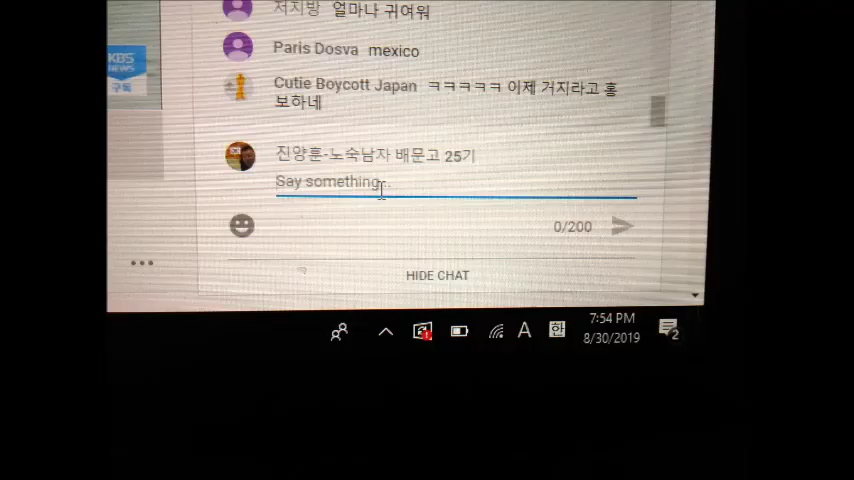 저지방 얼마나 귀여워
KBS
NEWS
구독
Paris Dosva mexico
Cutie Boycott Japan ㅋㅋㅋㅋㅋ 이제 거지라고 홍
보하네
진양훈-노숙남자 배문고 25기
Say something...
0/200
HIDE CHAT
A 한 7:54 PM
8/30/2019
2